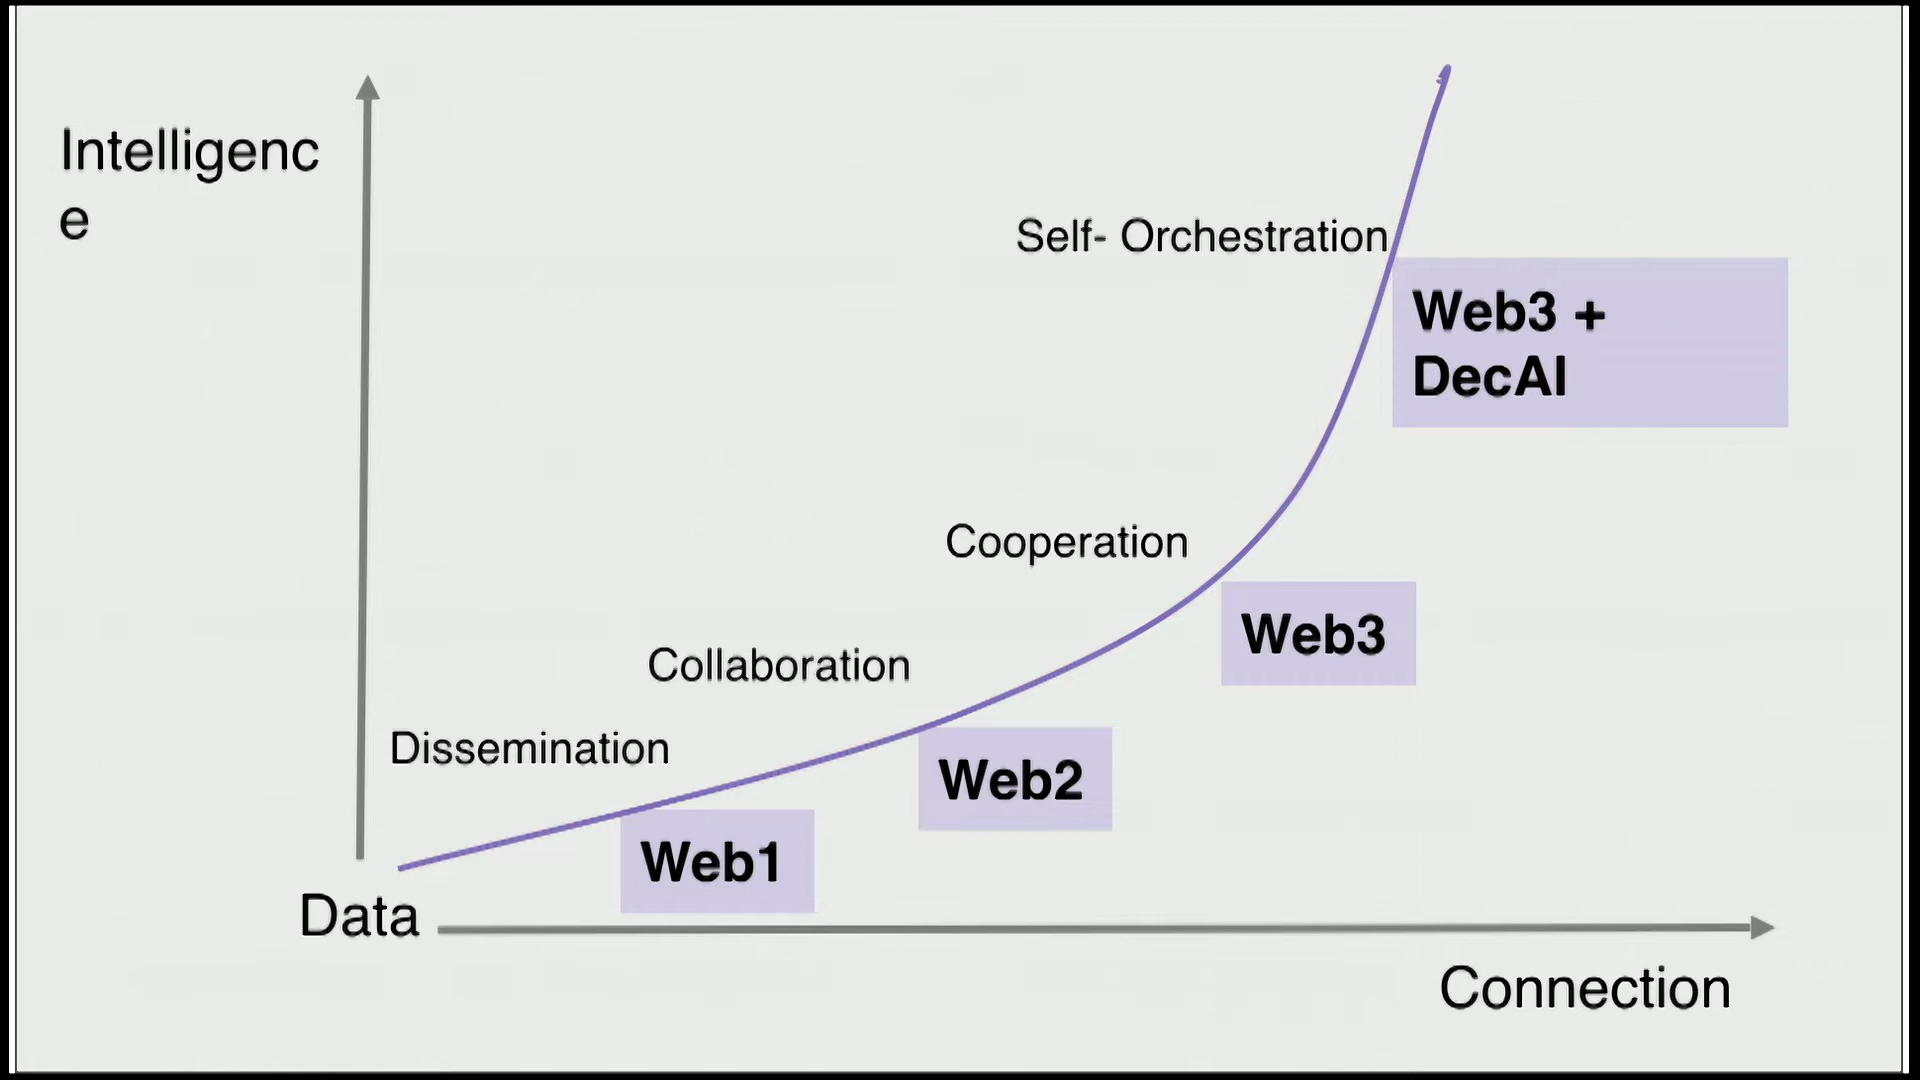 Intelligenc
e
Self- Orchestration
Web3 +
DecAI
Cooperation
Web3
Collaboration
Web2
Dissemination
Web1
Data
Connection